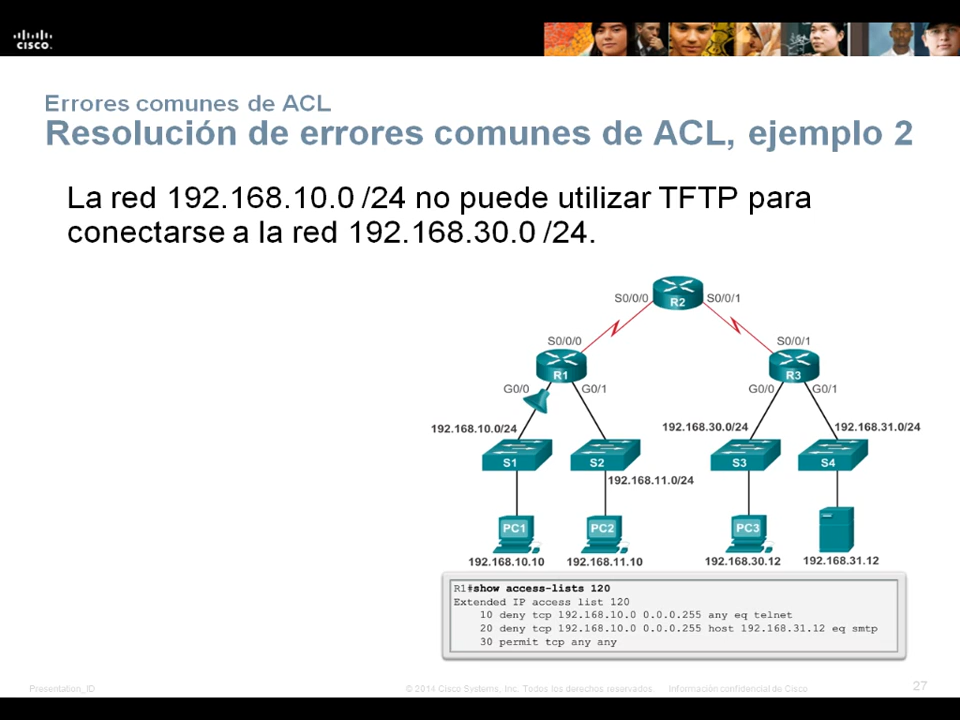 CISCO.
Errores comunes de ACL
Resolución de errores comunes de ACL, ejemplo 2
La red 192.168.10.0 /24 no puede utilizar TFTP para
conectarse a la red 192.168.30.0 /24.
S0/0/0 R2 S0/0/1
S0/0/0 S0/0/1
R1 R3
G0/0 G0/1 G0/0 G0/1
192.168.10.0/24 192.168.30.0/24 192.168.31.0/24
S1 S2 S3 S4
192.168.11.0/24
PC1 PC2 PC3
192.168.10.10 192.168.11.10 192.168.30.12 192.168.31.12
R1#show access-lists 120
Extended IP access list 120
10 deny tcp 192.168.10.0 0.0.0.255 any eq telnet
20 deny tcp 192.168.10.0 0.0.0.255 host 192.168.31.12 eq smtp
30 permit tcp any any
Presentation_ID © 2014 Cisco Systems, Inc. Todos los derechos reservados. Información confidencial de Cisco 27